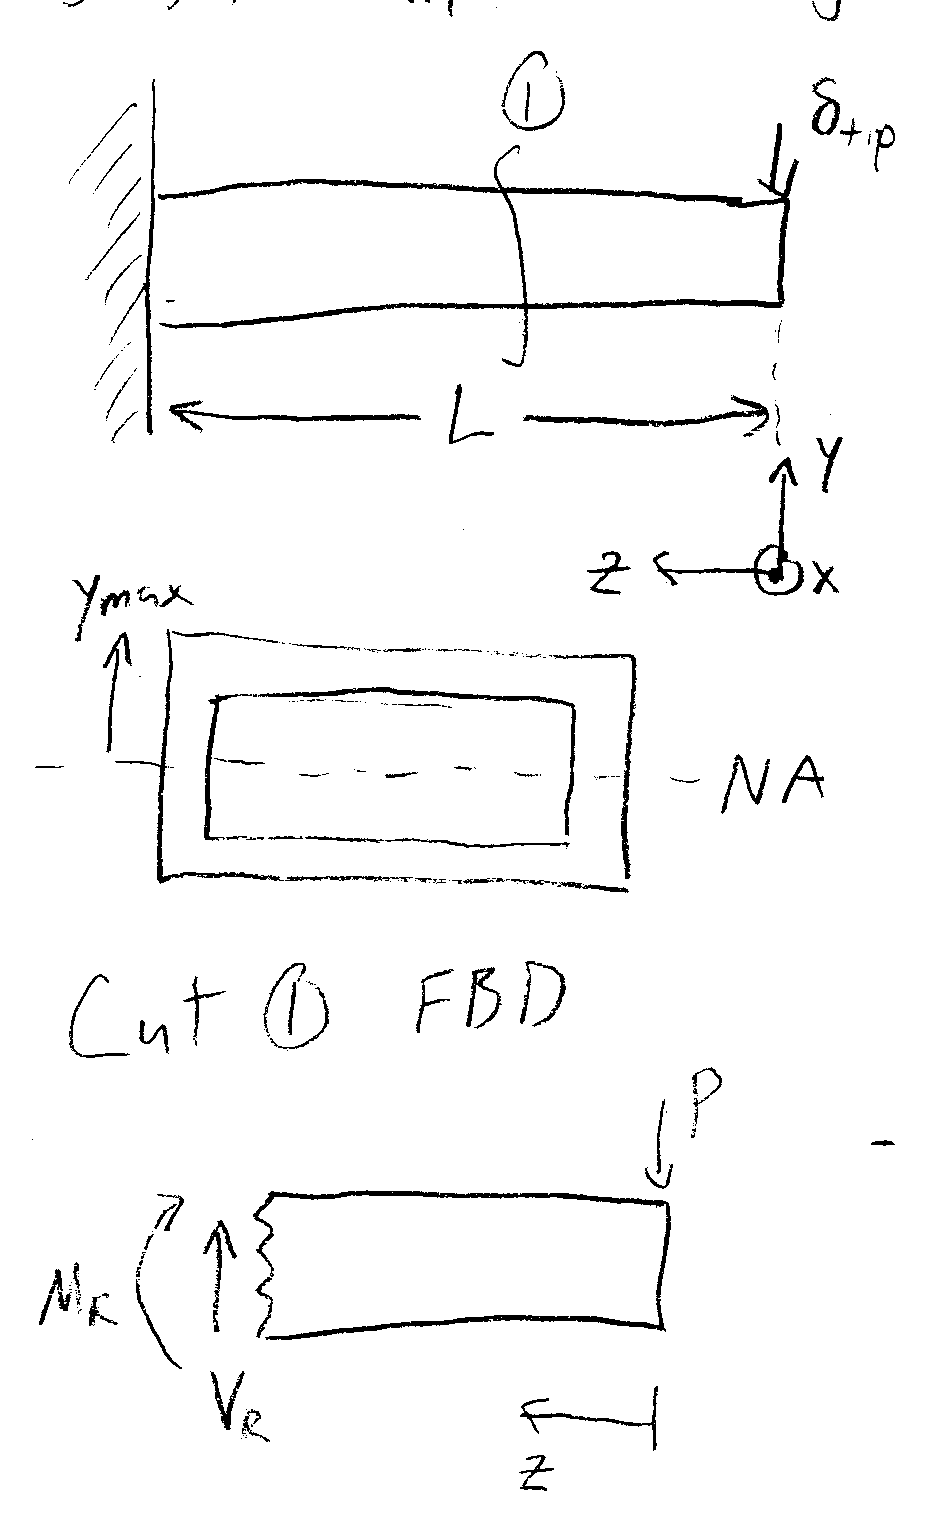 ①
δtip
L
y
z x
ymax
NA
Cut ① FBD
P
MR
VR
z